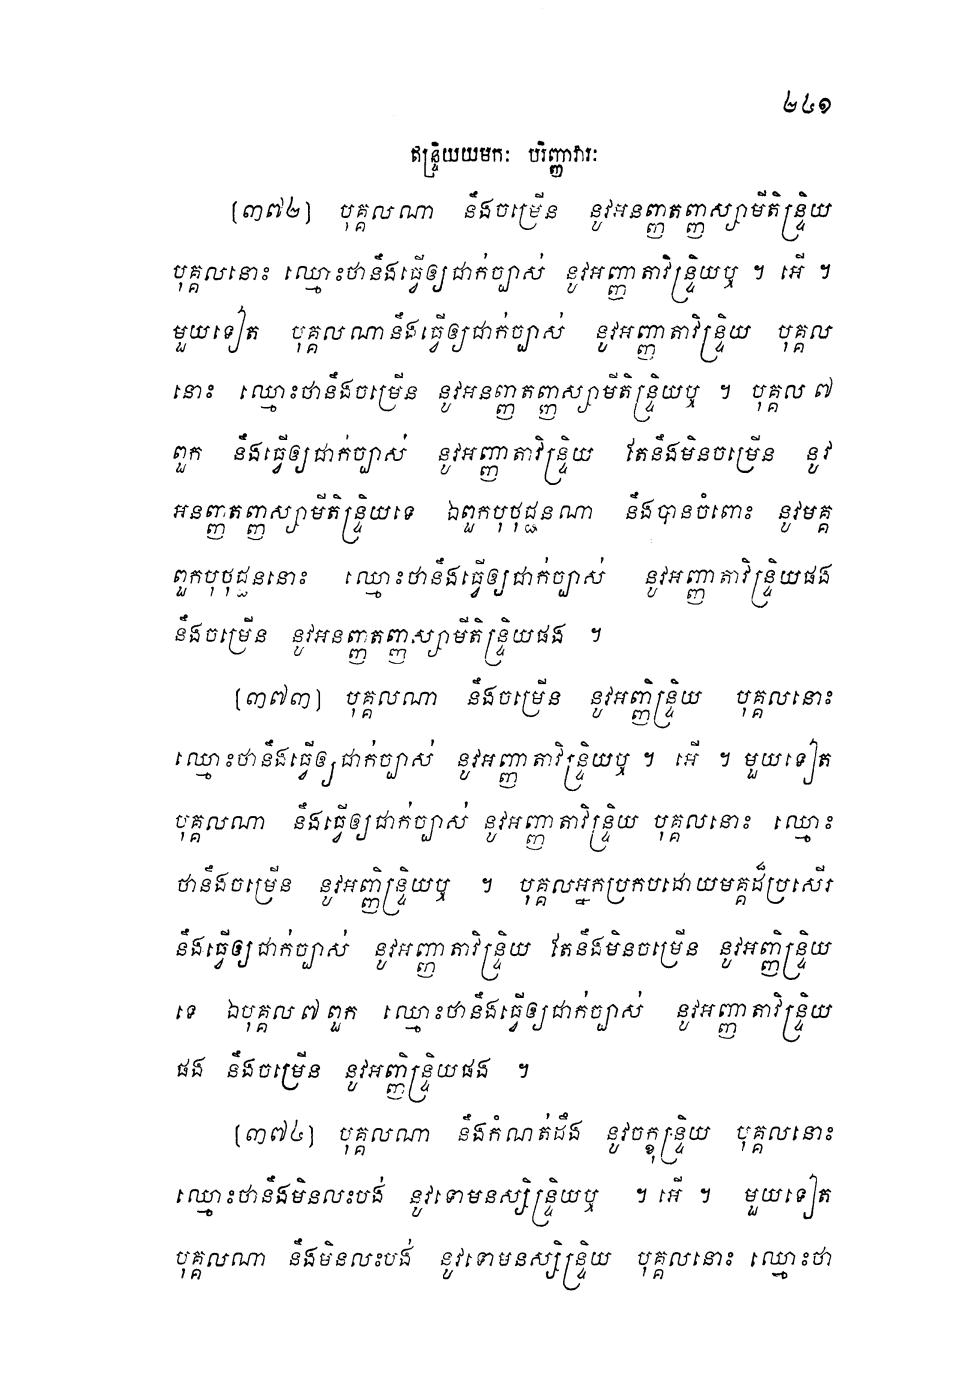 ២៤១
ឥន្ទ្រិយយមកៈ បរិញ្ញាវារៈ
(៣៧២) បុគ្គលណា នឹងចម្រើន នូវអនញ្ញាតញ្ញស្សាមីតិន្ទ្រិយ
បុគ្គលនោះ ឈ្មោះថានឹងធ្វើឲ្យជាក់ច្បាស់ នូវអញ្ញាតាវិន្ទ្រិយឬ ។ អើ ។
មួយទៀត បុគ្គលណានឹងធ្វើឲ្យជាក់ច្បាស់ នូវអញ្ញាតាវិន្ទ្រិយ បុគ្គល
នោះ ឈ្មោះថានឹងចម្រើន នូវអនញ្ញាតញ្ញស្សាមីតិន្ទ្រិយឬ ។ បុគ្គល ៧
ពួក នឹងធ្វើឲ្យជាក់ច្បាស់ នូវអញ្ញាតាវិន្ទ្រិយ តែនឹងមិនចម្រើន នូវ
អនញ្ញាតញ្ញស្សាមីតិន្ទ្រិយទេ ឯពួកបុថុជ្ជនណា នឹងបានចំពោះ នូវមគ្គ
ពួកបុថុជ្ជននោះ ឈ្មោះថានឹងធ្វើឲ្យជាក់ច្បាស់ នូវអញ្ញាតាវិន្ទ្រិយផង
នឹងចម្រើន នូវអនញ្ញាតញ្ញស្សាមីតិន្ទ្រិយផង ។
(៣៧៣) បុគ្គលណា នឹងចម្រើន នូវអញ្ញិន្ទ្រិយ បុគ្គលនោះ
ឈ្មោះថានឹងធ្វើឲ្យជាក់ច្បាស់ នូវអញ្ញាតាវិន្ទ្រិយឬ ។ អើ ។ មួយទៀត
បុគ្គលណា នឹងធ្វើឲ្យជាក់ច្បាស់ នូវអញ្ញាតាវិន្ទ្រិយ បុគ្គលនោះ ឈ្មោះ
ថានឹងចម្រើន នូវអញ្ញិន្ទ្រិយឬ ។ បុគ្គលអ្នកប្រកបដោយមគ្គដ៏ប្រសើរ
នឹងធ្វើឲ្យជាក់ច្បាស់ នូវអញ្ញាតាវិន្ទ្រិយ តែនឹងមិនចម្រើន នូវអញ្ញិន្ទ្រិយ
ទេ ឯបុគ្គល ៧ ពួក ឈ្មោះថានឹងធ្វើឲ្យជាក់ច្បាស់ នូវអញ្ញាតាវិន្ទ្រិយ
ផង នឹងចម្រើន នូវអញ្ញិន្ទ្រិយផង ។
(៣៧៤) បុគ្គលណា នឹងកំណត់ដឹង នូវចក្ខុន្ទ្រិយ បុគ្គលនោះ
ឈ្មោះថានឹងមិនលះបង់ នូវទោមនស្សិន្ទ្រិយឬ ។ អើ ។ មួយទៀត
បុគ្គលណា នឹងមិនលះបង់ នូវទោមនស្សិន្ទ្រិយ បុគ្គលនោះ ឈ្មោះថា